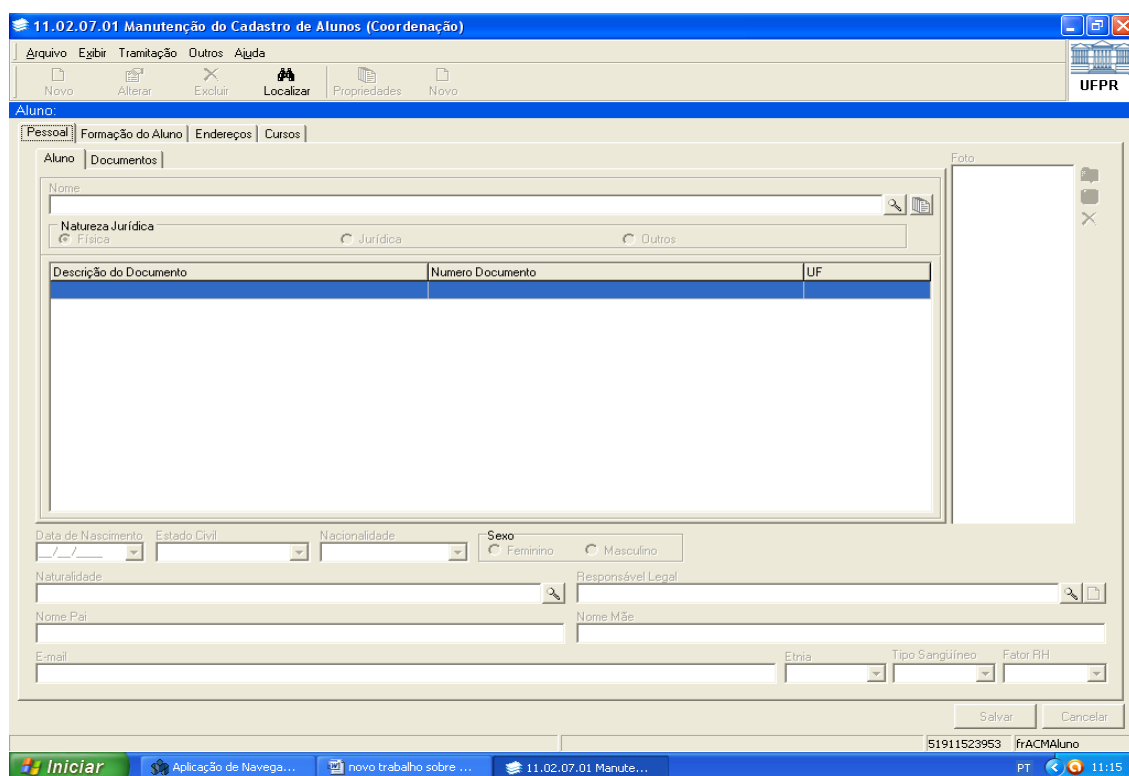 11.02.07.01 Manutenção do Cadastro de Alunos (Coordenação)
Arquivo Exibir Tramitação Outros Ajuda
Novo Alterar Excluir Localizar Propriedades Novo
UFPR
Aluno:
Pessoal Formação do Aluno Endereços Cursos
Aluno Documentos
Foto
Nome
Natureza Jurídica
Física Jurídica Outros
Descrição do Documento Numero Documento UF
Data de Nascimento Estado Civil Nacionalidade Sexo
__/__/____ Feminino Masculino
Naturalidade Responsável Legal
Nome Pai Nome Mãe
E-mail Etnia Tipo Sangüíneo Fator RH
Salvar Cancelar
51911523953 frACMAluno
Iniciar Aplicação de Navega... novo trabalho sobre ... 11.02.07.01 Manute... PT 11:15